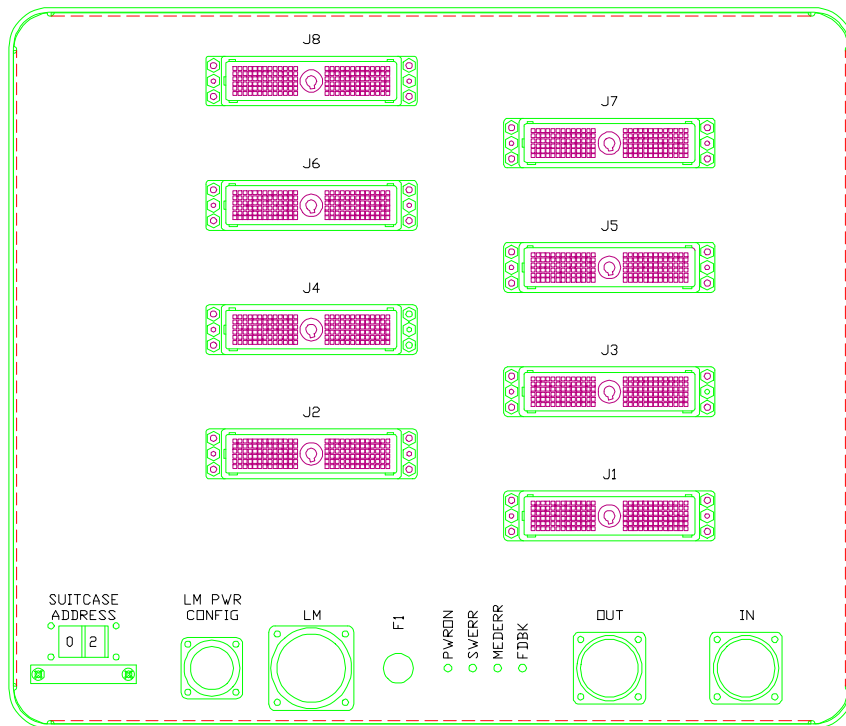 J8
J7
J6
J5
J4
J3
J2
J1
SUITCASE
ADDRESS
0 2
LM PWR
CONFIG
LM
F1
PWRON
SWERR
MEDERR
FDBK
OUT
IN